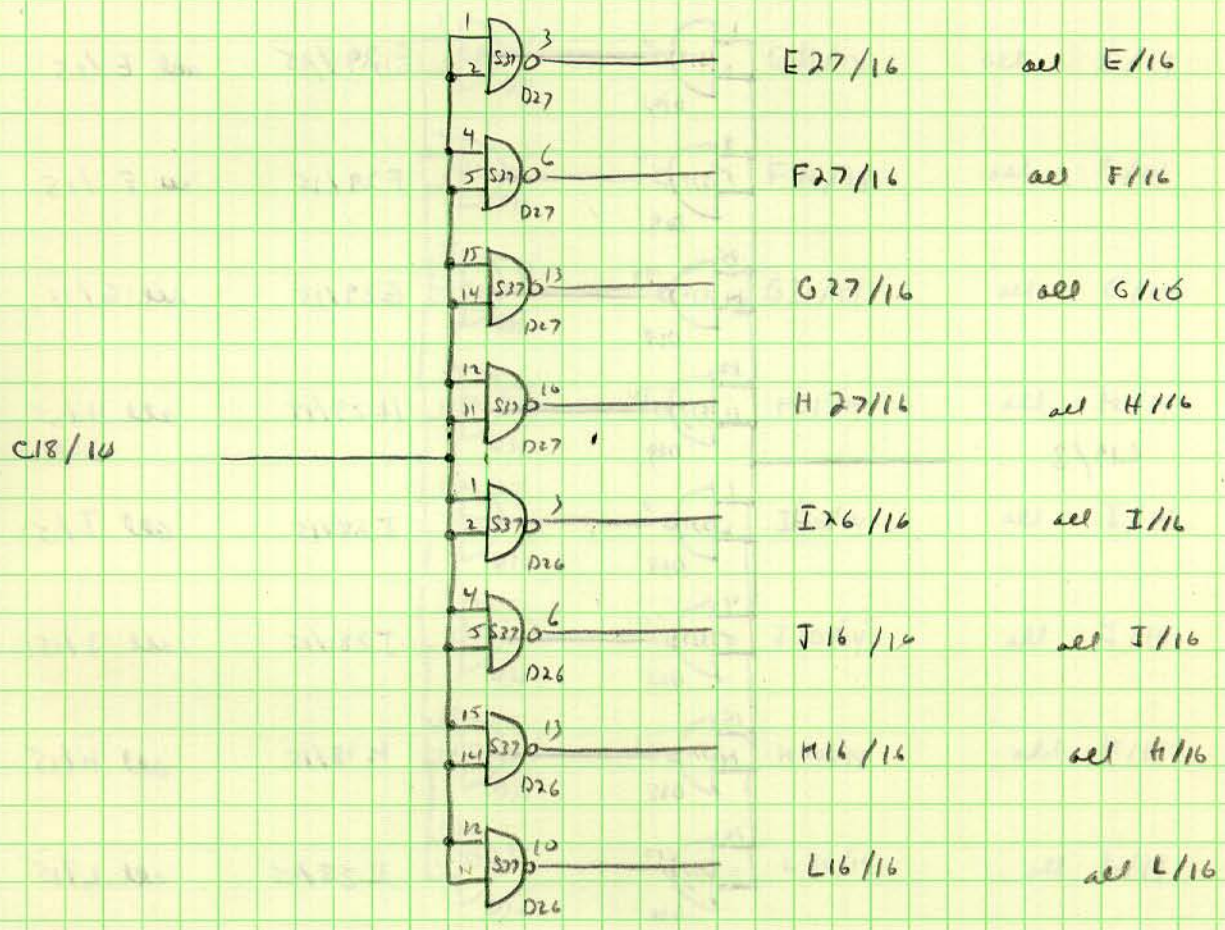 1 3
S37 E27/16 all E/16
2
D27
4 6
S37 F27/16 all F/16
5
D27
15 13
S37 G27/16 all G/16
14
D27
12 10
S37 H27/16 all H/16
11
D27
C18/14
1 3
S37 I26/16 all I/16
2
D26
4 6
S37 J16/16 all J/16
5
D26
15 13
S37 H16/16 all H/16
14
D26
12 10
S37 L16/16 all L/16
11
D26